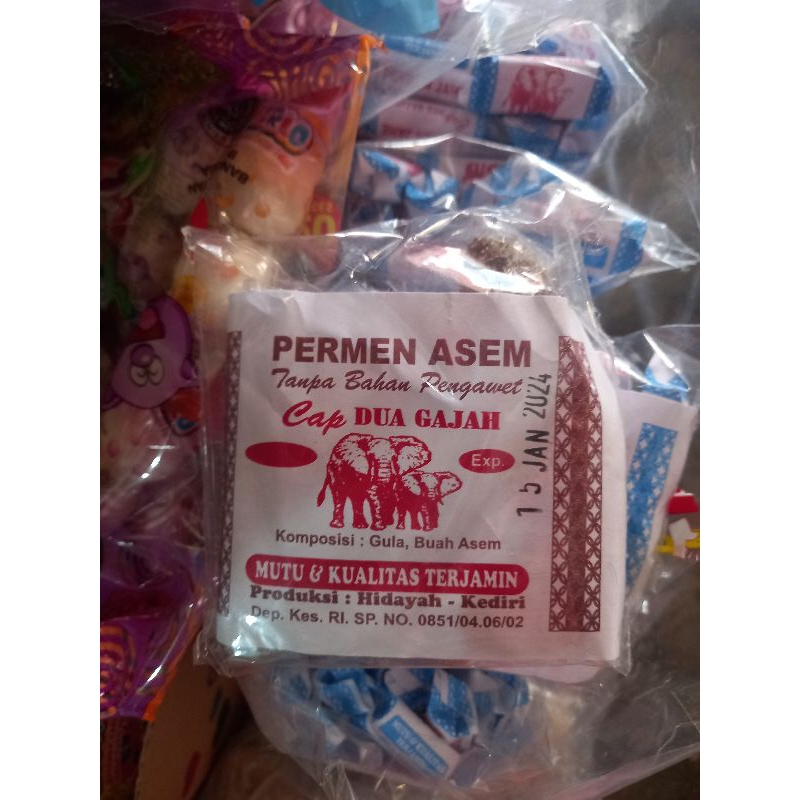 PERMEN ASEM
Tanpa Bahan Pengawet
Cap DUA GAJAH
Exp.
15 JAN 2024
Komposisi : Gula, Buah Asem
MUTU & KUALITAS TERJAMIN
Produksi : Hidayah - Kediri
Dep. Kes. RI. SP. NO. 0851/04.06/02